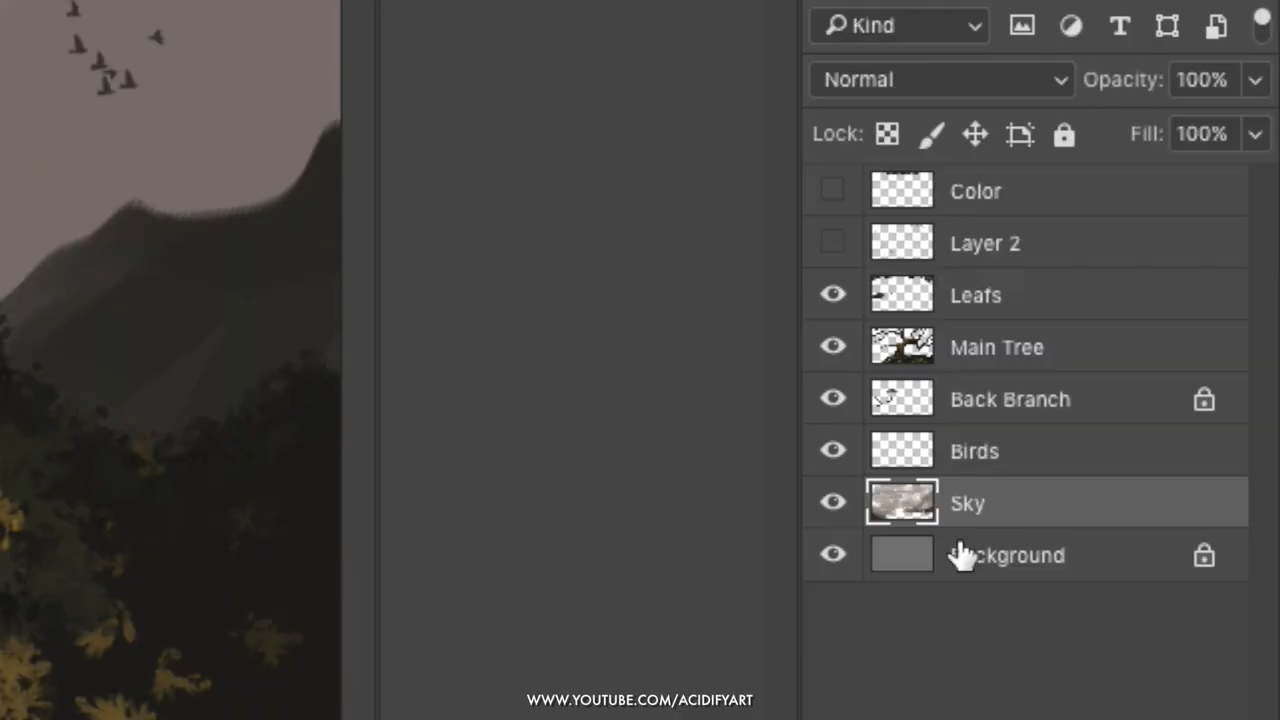 Kind
Normal Opacity: 100%
Lock: Fill: 100%
Color
Layer 2
Leafs
Main Tree
Back Branch
Birds
Sky
ckground
WWW.YOUTUBE.COM/ACIDIFYART